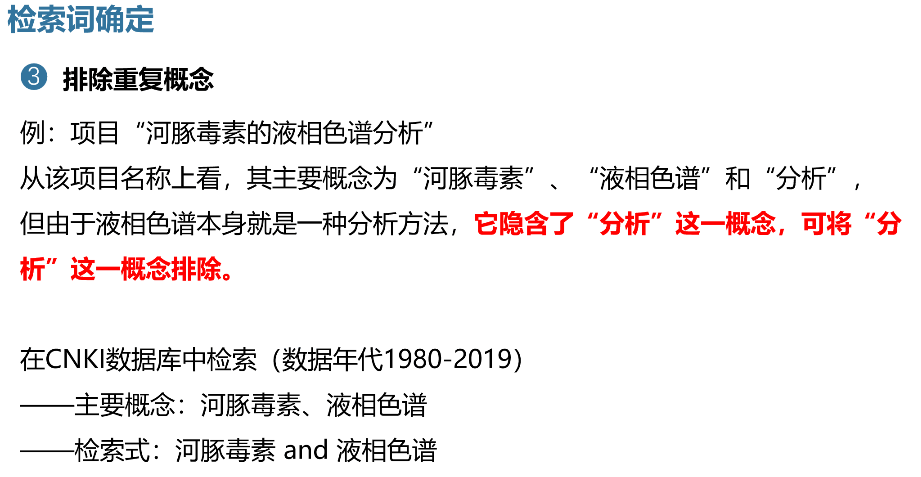 检索词确定
③ 排除重复概念
例：项目“河豚毒素的液相色谱分析”
从该项目名称上看，其主要概念为“河豚毒素”、“液相色谱”和“分析”，
但由于液相色谱本身就是一种分析方法，它隐含了“分析”这一概念，可将“分
析”这一概念排除。
在CNKI数据库中检索（数据年代1980-2019）
——主要概念：河豚毒素、液相色谱
——检索式：河豚毒素 and 液相色谱